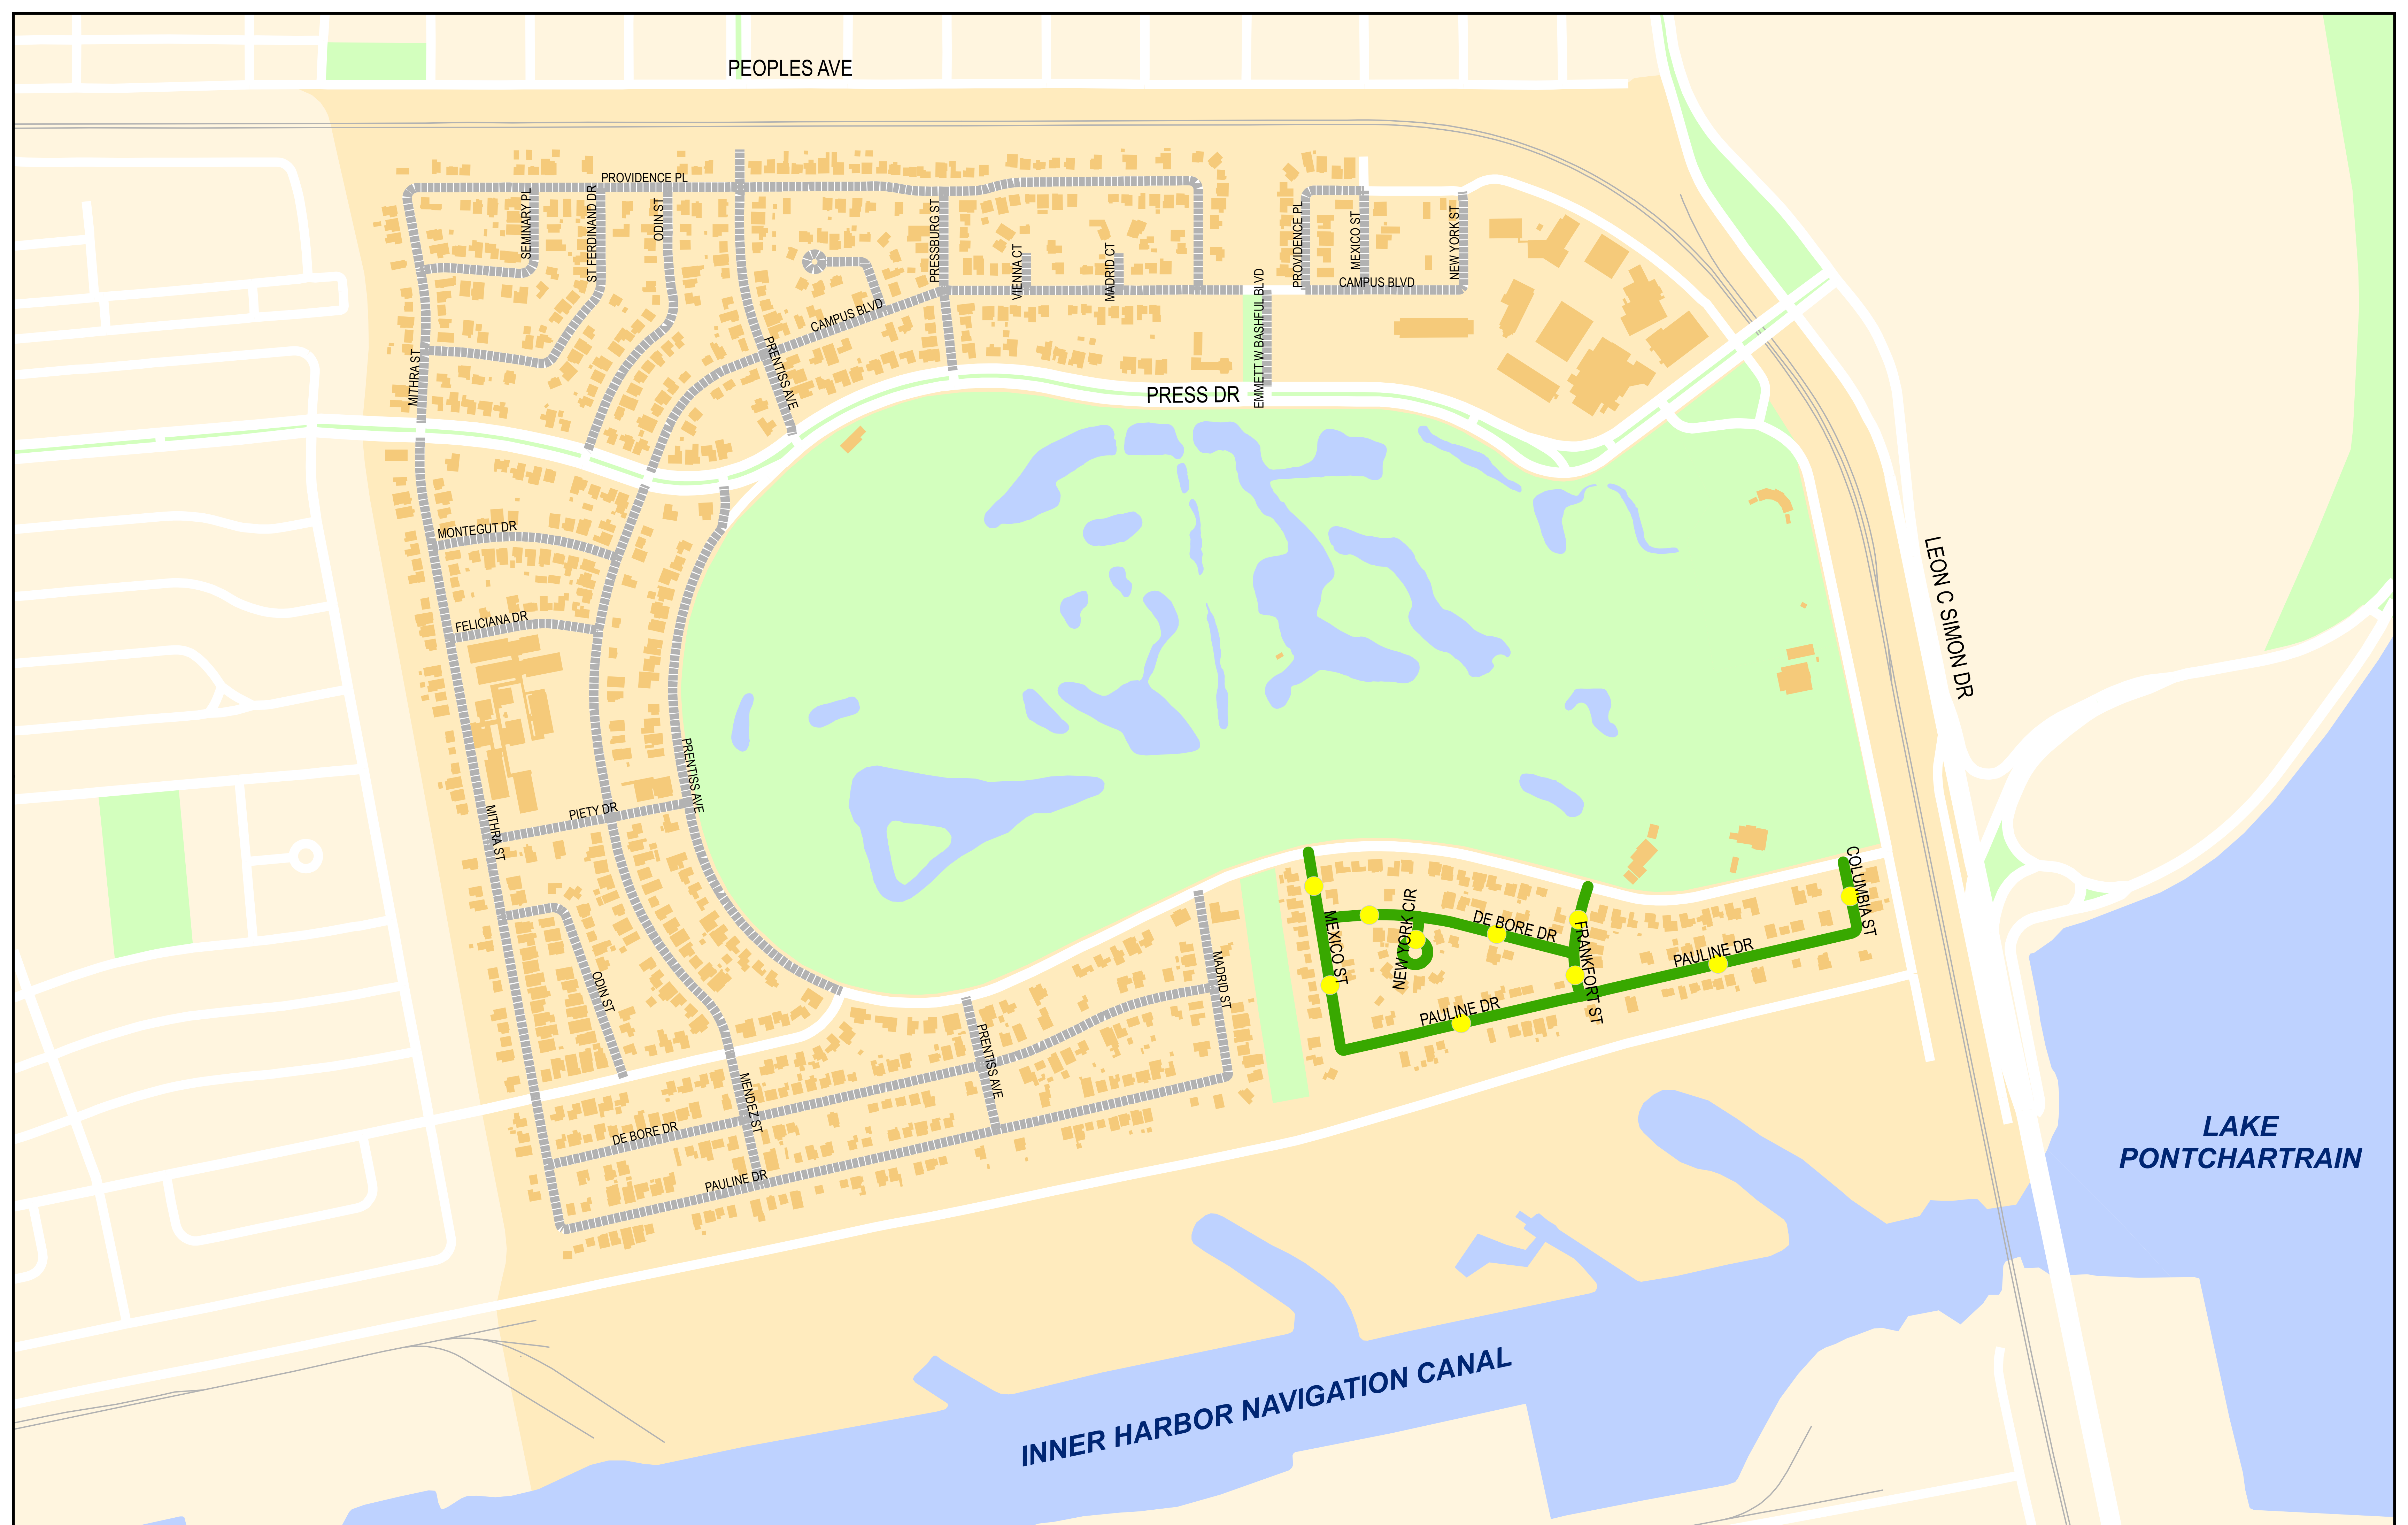 PEOPLES AVE
PROVIDENCE PL
SEMINARY PL
ST FERDINAND DR
ODIN ST
PRESSBURG ST
VIENNA CT
MADRID CT
PROVIDENCE PL
MEXICO ST
NEW YORK ST
CAMPUS BLVD
EMMETT W BASHFUL BLVD
CAMPUS BLVD
PRENTISS AVE
MITHRA ST
PRESS DR
MONTEGUT DR
FELICIANA DR
LEON C SIMON DR
PRENTISS AVE
PIETY DR
MITHRA ST
COLUMBIA ST
NEW YORK CIR
DE BORE DR
MEXICO ST
FRANKFORT ST
PAULINE DR
MADRID ST
ODIN ST
PAULINE DR
PRENTISS AVE
MENDEZ ST
DE BORE DR
PAULINE DR
LAKE
PONTCHARTRAIN
INNER HARBOR NAVIGATION CANAL